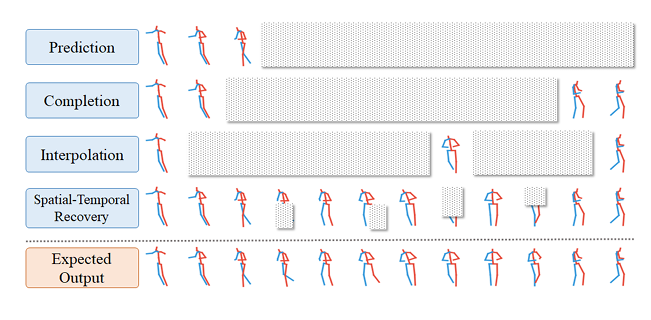 Prediction
Completion
Interpolation
Spatial-Temporal
Recovery
Expected
Output